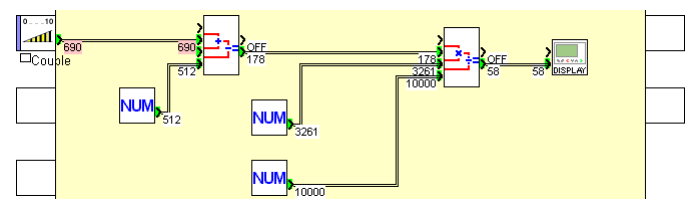 0....10
690
690
512
OFF
178
178
3261
10000
OFF
58
58
DISPLAY
Couple
NUM
512
NUM
3261
NUM
10000